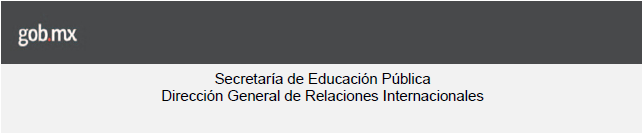 gob.mx
Secretaría de Educación Pública
Dirección General de Relaciones Internacionales